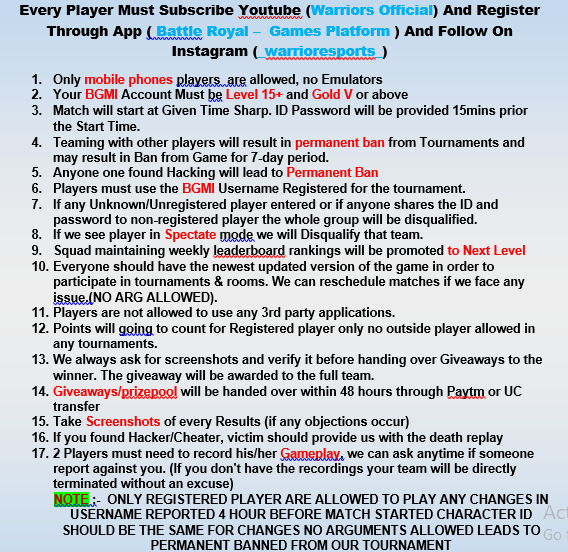 Every Player Must Subscribe Youtube (Warriors Official) And Register
Through App ( Battle Royal – Games Platform ) And Follow On
Instagram ( warrioresports )
1. Only mobile phones players are allowed, no Emulators
2. Your BGMI Account Must be Level 15+ and Gold V or above
3. Match will start at Given Time Sharp. ID Password will be provided 15mins prior
the Start Time.
4. Teaming with other players will result in permanent ban from Tournaments and
may result in Ban from Game for 7-day period.
5. Anyone one found Hacking will lead to Permanent Ban
6. Players must use the BGMI Username Registered for the tournament.
7. If any Unknown/Unregistered player entered or if anyone shares the ID and
password to non-registered player the whole group will be disqualified.
8. If we see player in Spectate mode we will Disqualify that team.
9. Squad maintaining weekly leaderboard rankings will be promoted to Next Level
10. Everyone should have the newest updated version of the game in order to
participate in tournaments & rooms. We can reschedule matches if we face any
issue.(NO ARG ALLOWED).
11. Players are not allowed to use any 3rd party applications.
12. Points will going to count for Registered player only no outside player allowed in
any tournaments.
13. We always ask for screenshots and verify it before handing over Giveaways to the
winner. The giveaway will be awarded to the full team.
14. Giveaways/prizepool will be handed over within 48 hours through Paytm or UC
transfer
15. Take Screenshots of every Results (if any objections occur)
16. If you found Hacker/Cheater, victim should provide us with the death replay
17. 2 Players must need to record his/her Gameplay, we can ask anytime if someone
report against you. (If you don't have the recordings your team will be directly
terminated without an excuse)
NOTE :- ONLY REGISTERED PLAYER ARE ALLOWED TO PLAY ANY CHANGES IN
USERNAME REPORTED 4 HOUR BEFORE MATCH STARTED CHARACTER ID
SHOULD BE THE SAME FOR CHANGES NO ARGUMENTS ALLOWED LEADS TO
PERMANENT BANNED FROM OUR TOURNAMENT
Act
Go